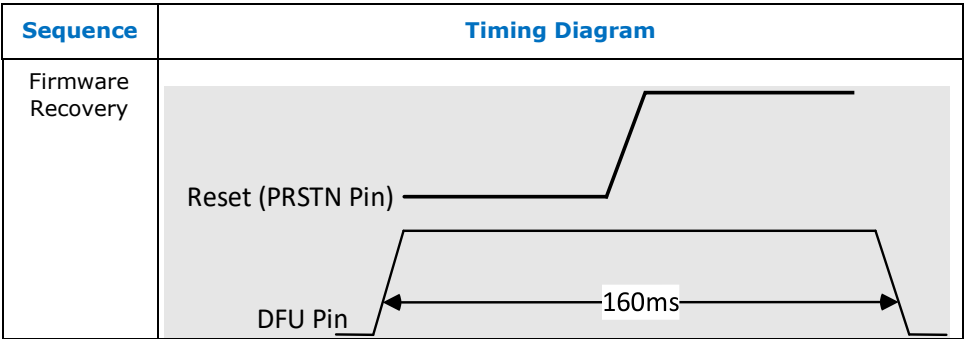 Sequence
Timing Diagram
Firmware
Recovery
Reset (PRSTN Pin)
160ms
DFU Pin